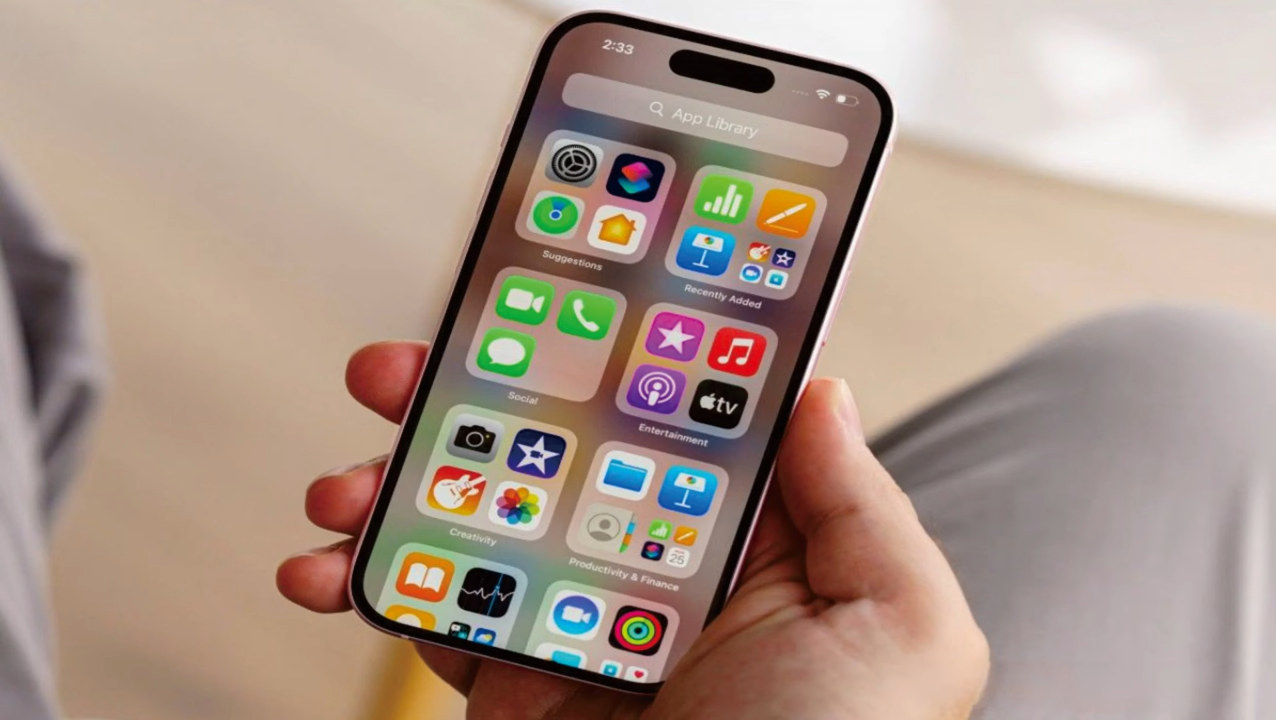 2:33
App Library
Suggestions
Recently Added
Social
tv
Entertainment
Creativity
25
Productivity & Finance